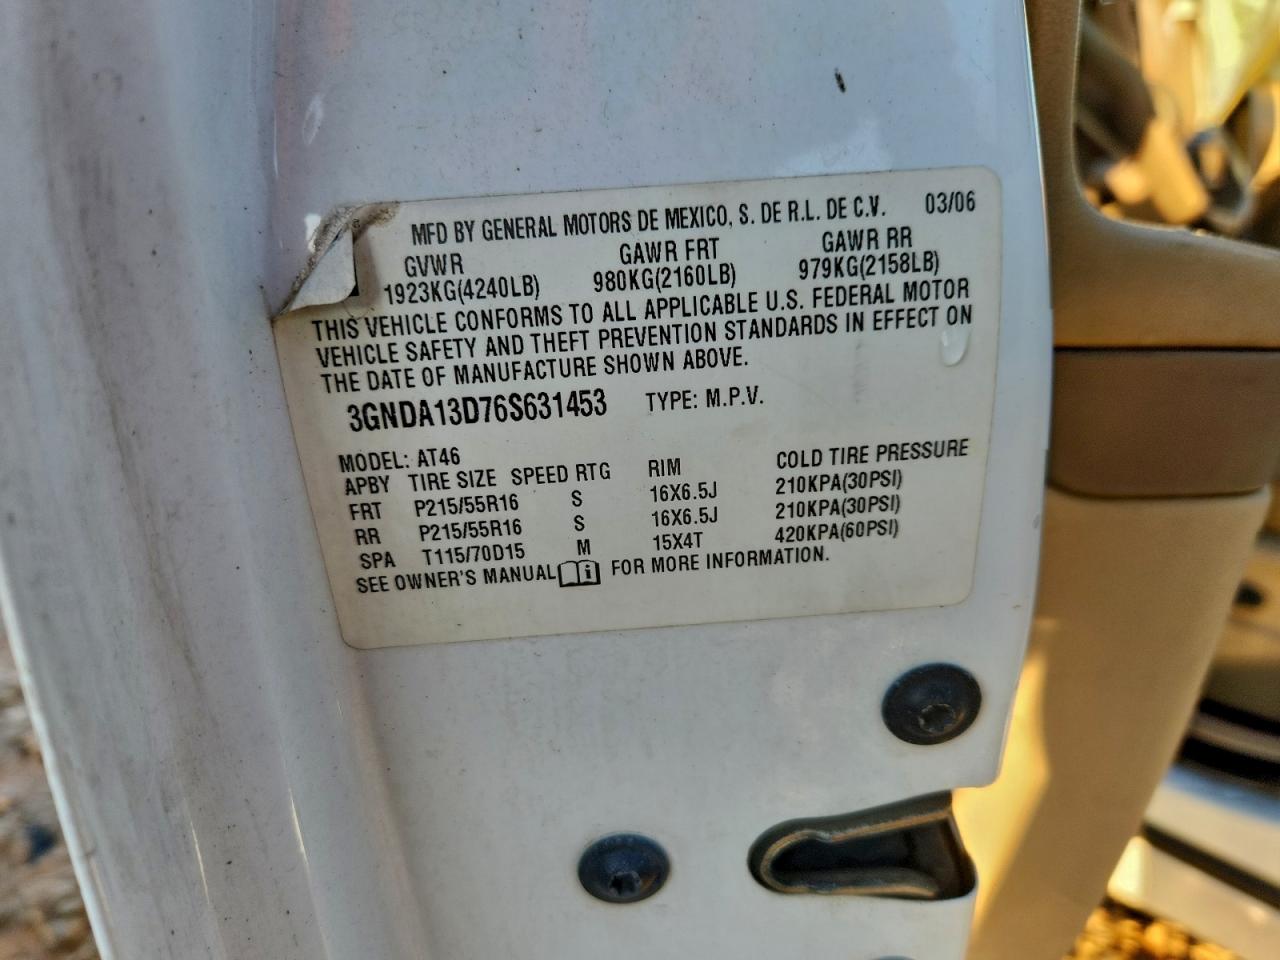 MFD BY GENERAL MOTORS DE MEXICO, S. DE R.L. DE C.V. 03/06
GVWR GAWR FRT GAWR RR
1923KG(4240LB) 980KG(2160LB) 979KG(2158LB)
THIS VEHICLE CONFORMS TO ALL APPLICABLE U.S. FEDERAL MOTOR
VEHICLE SAFETY AND THEFT PREVENTION STANDARDS IN EFFECT ON
THE DATE OF MANUFACTURE SHOWN ABOVE.
3GNDA13D76S631453 TYPE: M.P.V.
MODEL: AT46
APBY TIRE SIZE SPEED RTG RIM COLD TIRE PRESSURE
FRT P215/55R16 S 16X6.5J 210KPA(30PSI)
RR P215/55R16 S 16X6.5J 210KPA(30PSI)
SPA T115/70D15 M 15X4T 420KPA(60PSI)
SEE OWNER'S MANUAL i FOR MORE INFORMATION.